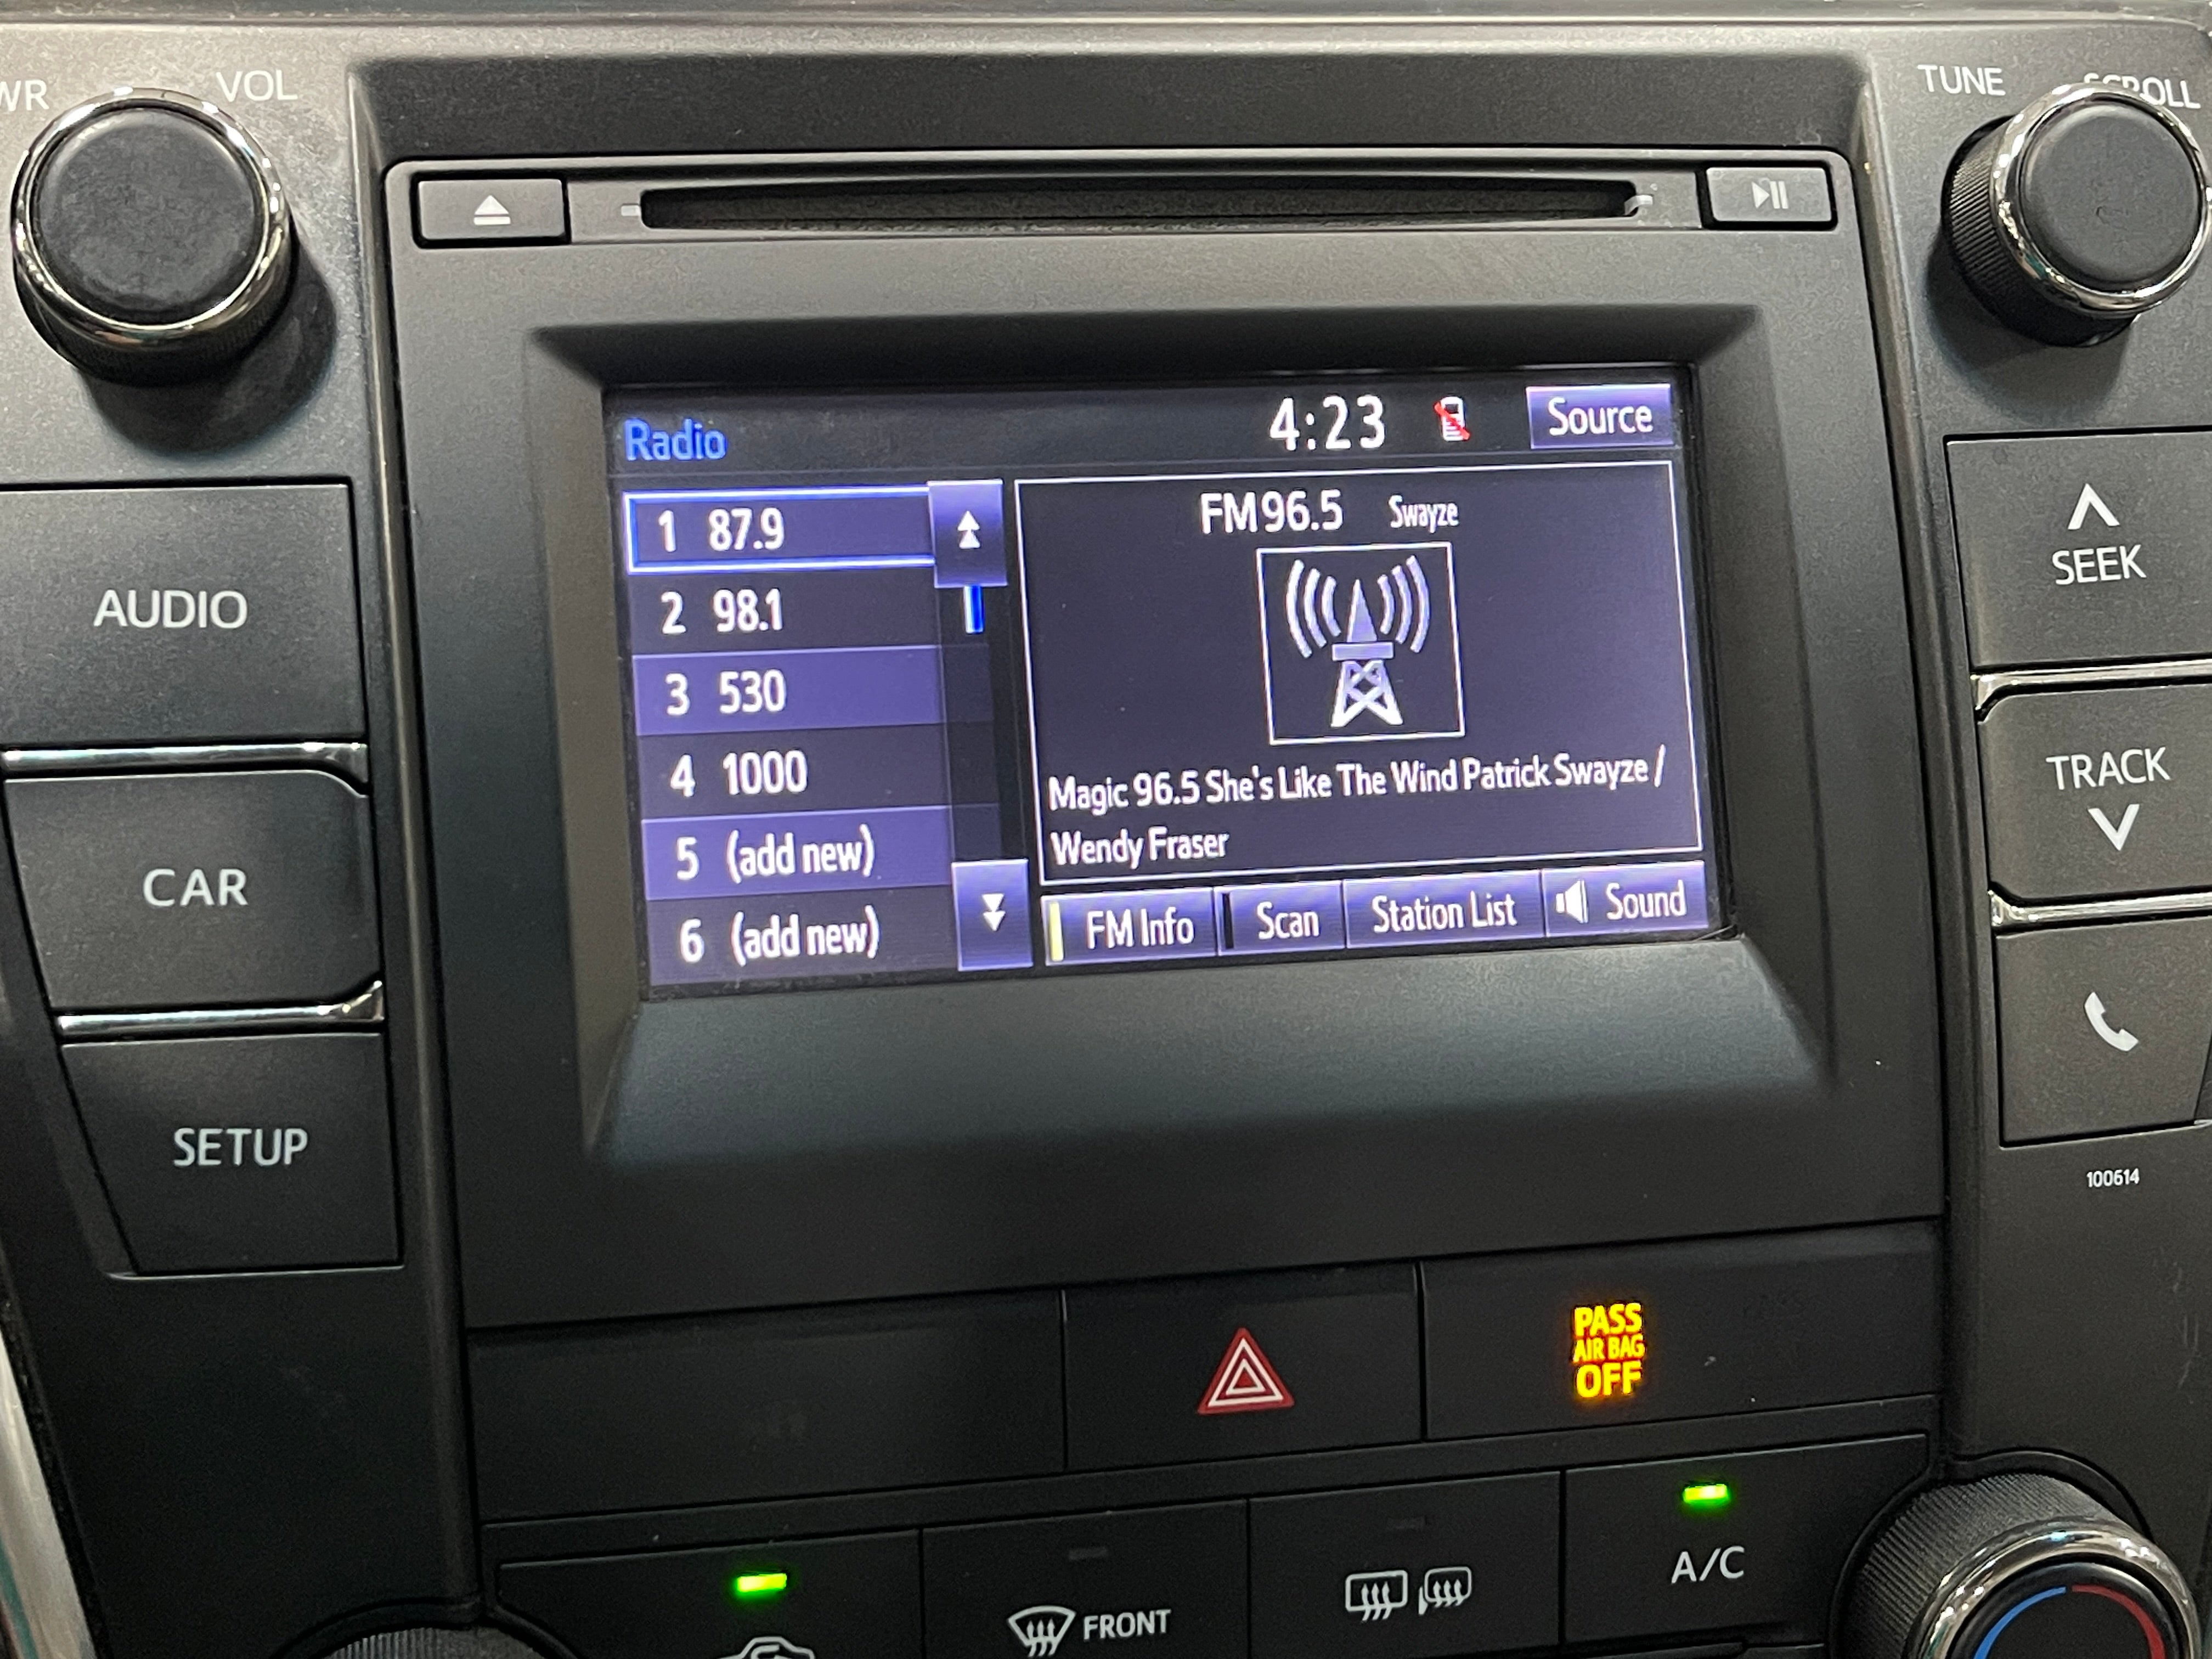 VOL
TUNE
SCROLL
Radio
4:23
Source
1 87.9
2 98.1
3 530
4 1000
5 (add new)
6 (add new)
FM 96.5 Swayze
Magic 96.5 She's Like The Wind Patrick Swayze /
Wendy Fraser
FM Info
Scan
Station List
Sound
AUDIO
CAR
SETUP
SEEK
TRACK
100614
PASS
AIR BAG
OFF
FRONT
A/C